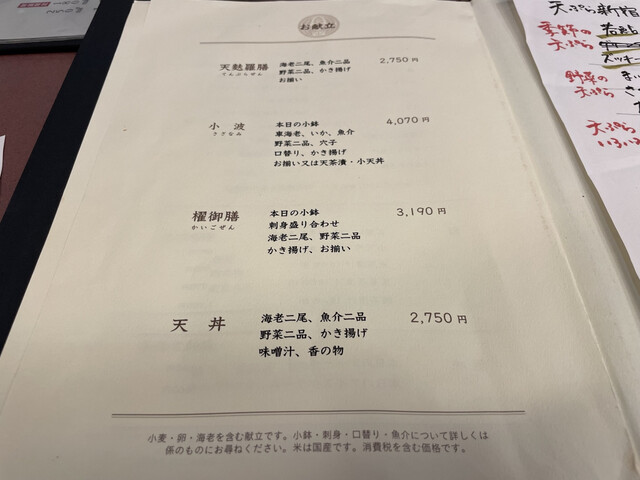 お献立
天麩羅膳 海老二尾、魚介二品 2,750円
てんぷらぜん 野菜二品、かき揚げ
お揃い
小波 本日の小鉢 4,070円
さざなみ 車海老、いか、魚介
野菜二品、穴子
口替り、かき揚げ
お揃い又は天茶漬・小天丼
櫂御膳 本日の小鉢 3,190円
かいごぜん 刺身盛り合わせ
海老二尾、野菜二品
かき揚げ、お揃い
天丼 海老二尾、魚介二品 2,750円
野菜二品、かき揚げ
味噌汁、香の物
小麦・卵・海老を含む献立です。小鉢・刺身・口替り・魚介について詳しくは
係のものにお尋ねください。米は国産です。消費税を含む価格です。
天ぷら新宿
季節の
天ぷら
野菜の
天ぷら
天ぷら
いろいろ